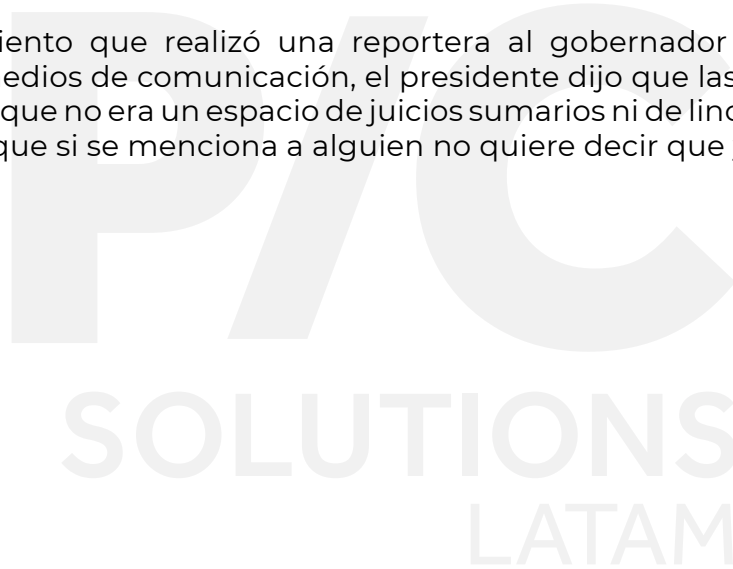 iento que realizó una reportera al gobernador
edios de comunicación, el presidente dijo que las
que no era un espacio de juicios sumarios ni de linc
que si se menciona a alguien no quiere decir que
P/C
SOLUTIONS
LATAM